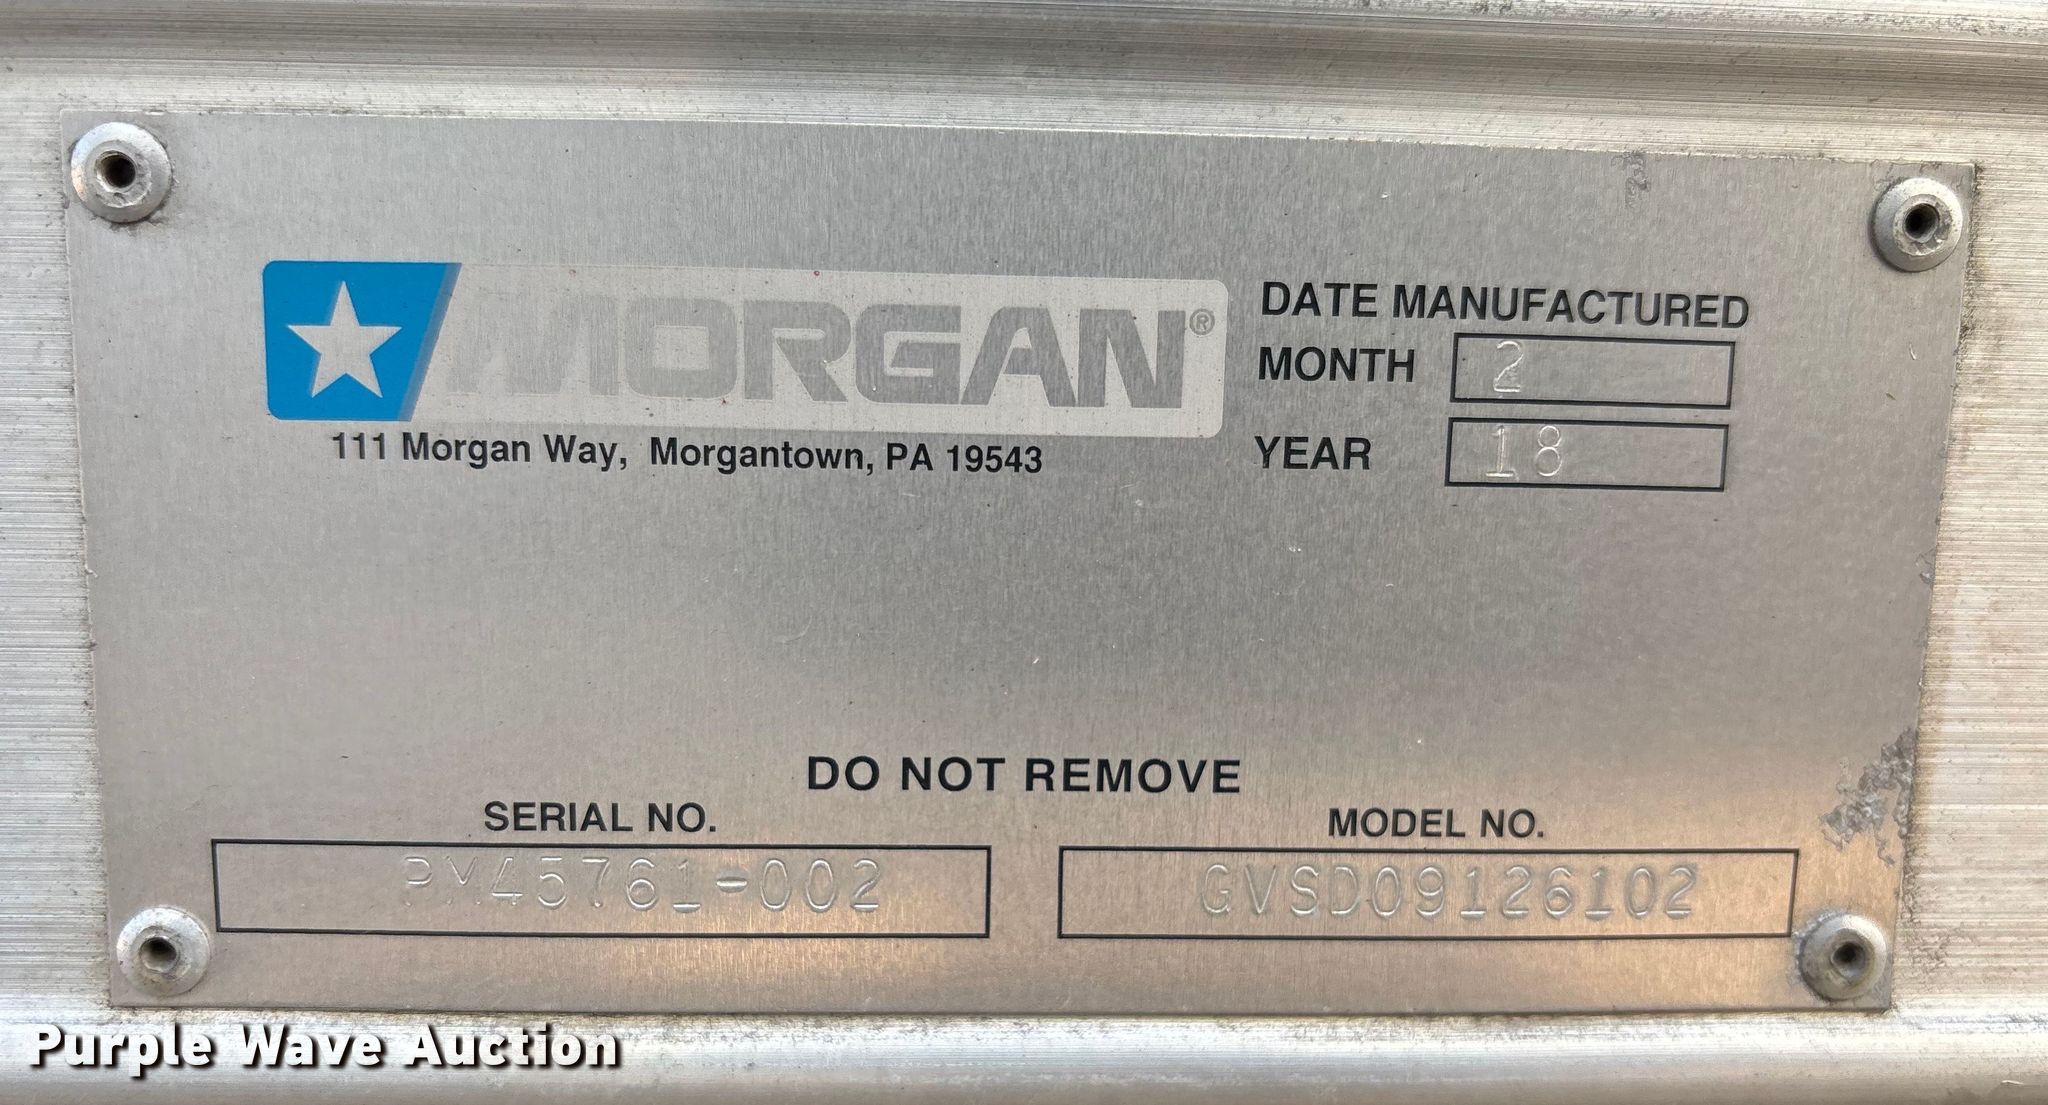 MORGAN®
111 Morgan Way, Morgantown, PA 19543
DATE MANUFACTURED
MONTH 2
YEAR 18
DO NOT REMOVE
SERIAL NO.
PM45761-002
MODEL NO.
GVSD09126102
Purple Wave Auction